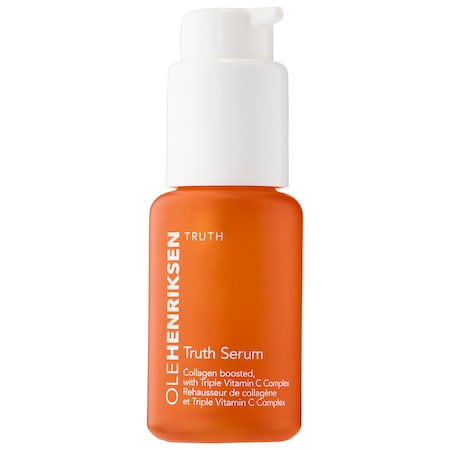 OLEHENRIKSEN
TRUTH
Truth Serum
Collagen boosted,
with Triple Vitamin C Complex
Rehausseur de collagène
et Triple Vitamin C Complex